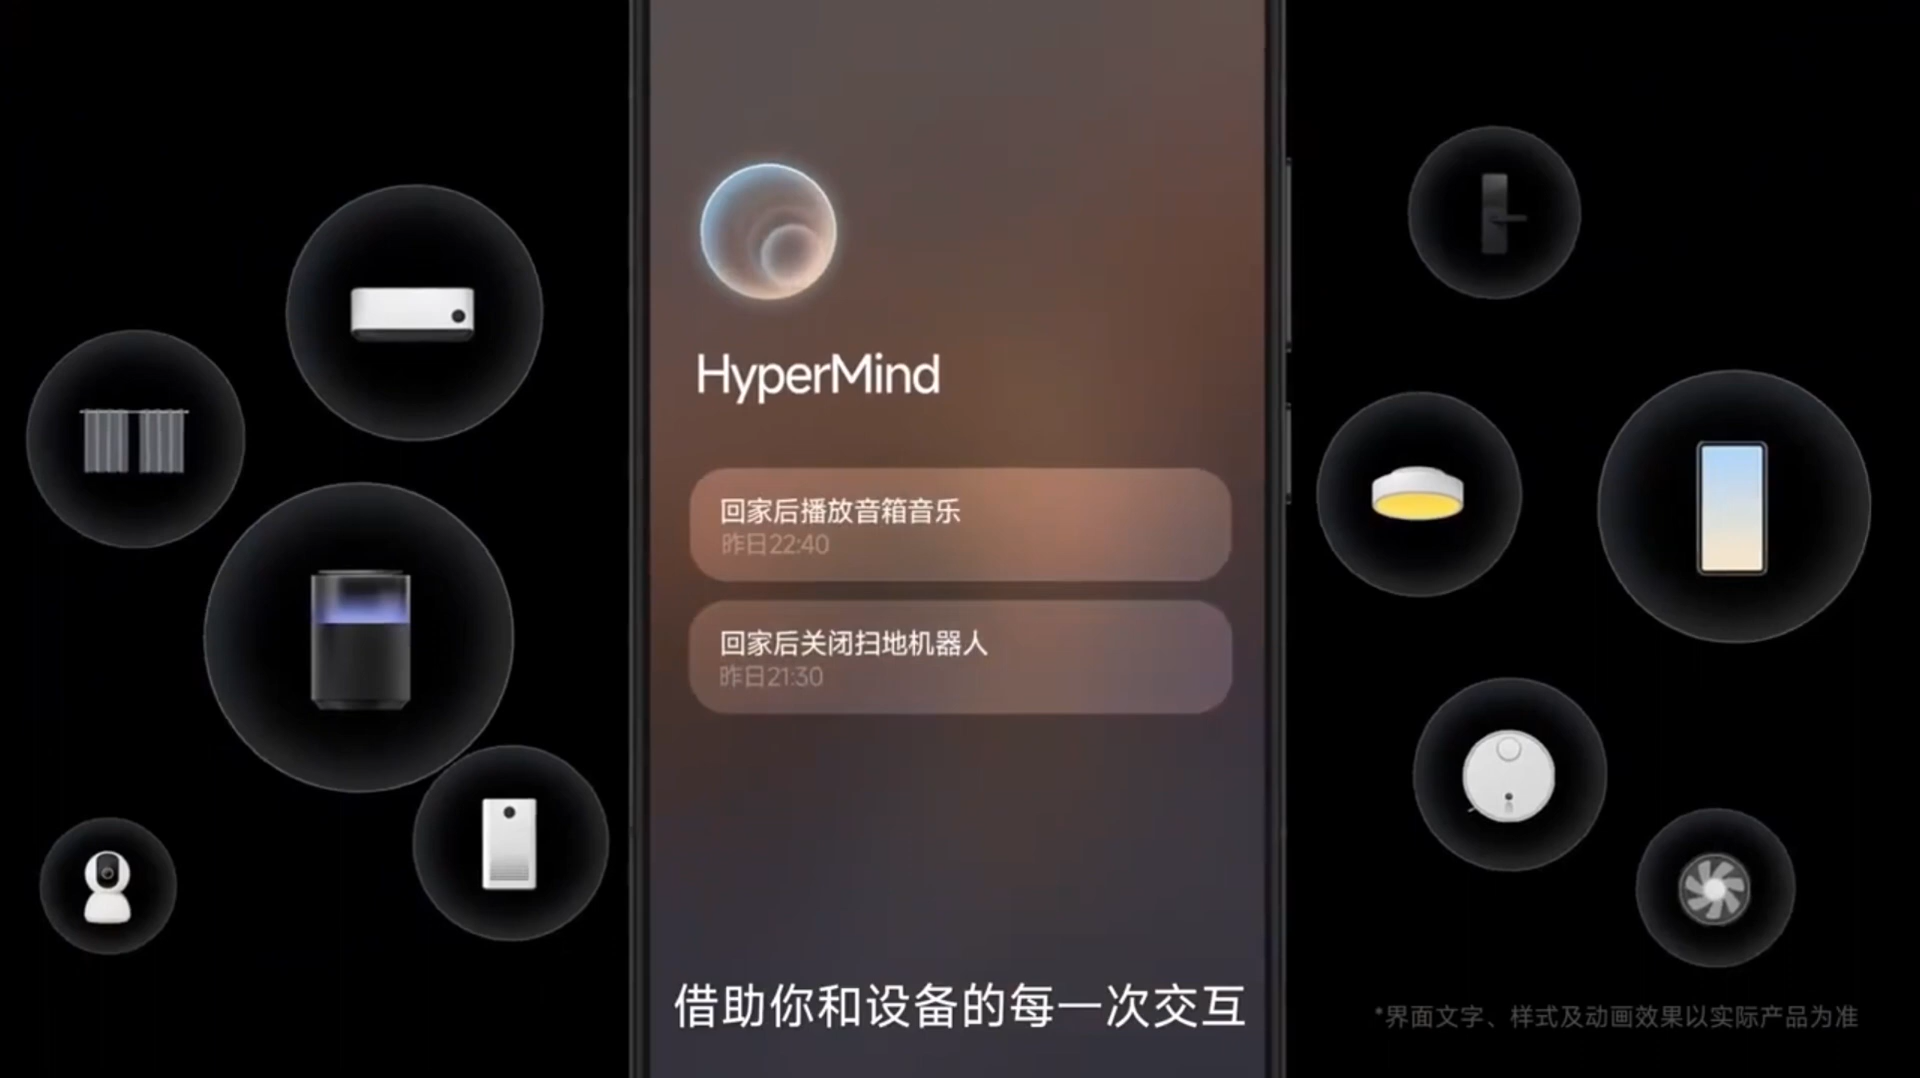 HyperMind
回家后播放音箱音乐
昨日22:40
回家后关闭扫地机器人
昨日21:30
借助你和设备的每一次交互
*界面文字、样式及动画效果以实际产品为准